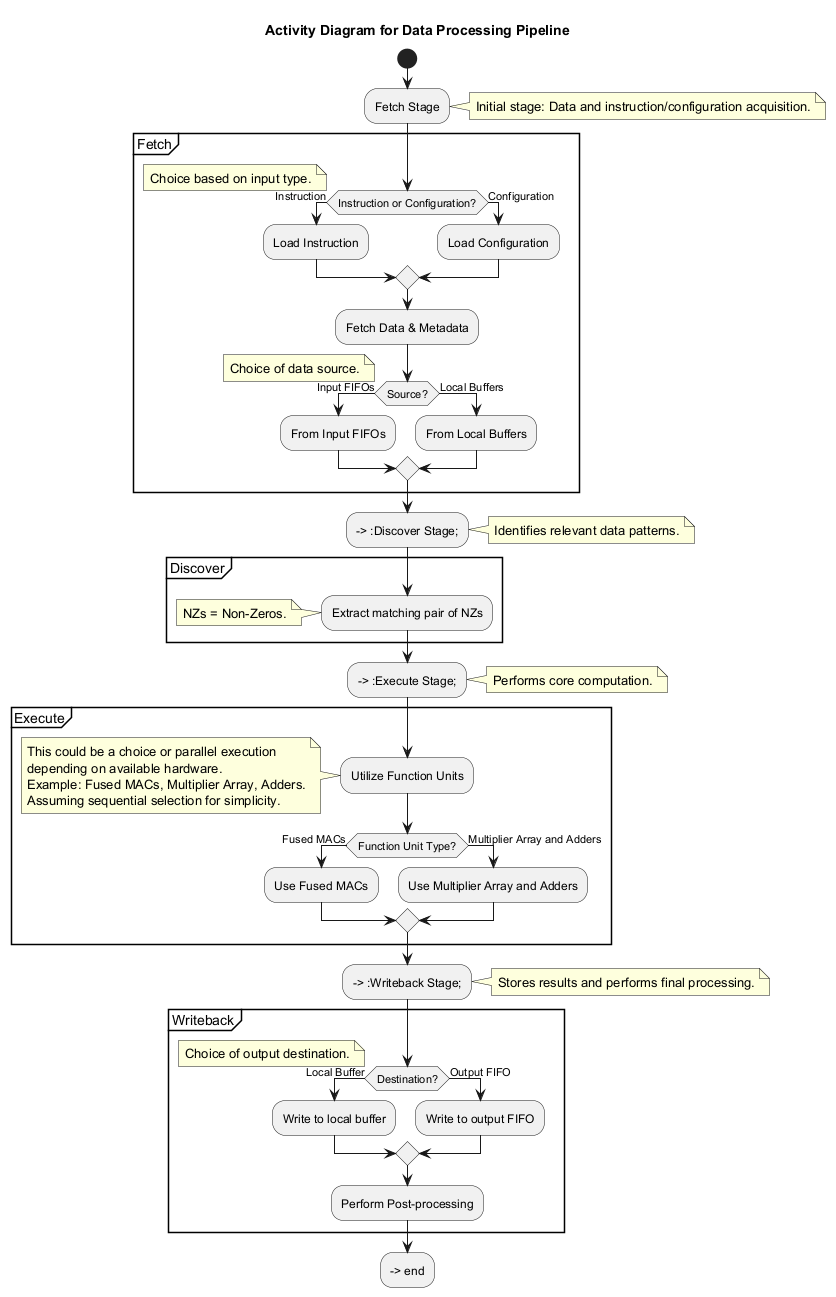 Activity Diagram for Data Processing Pipeline
Fetch Stage
Initial stage: Data and instruction/configuration acquisition.
Fetch
Choice based on input type.
Instruction
Instruction or Configuration?
Configuration
Load Instruction
Load Configuration
Fetch Data & Metadata
Choice of data source.
Input FIFOs
Source?
Local Buffers
From Input FIFOs
From Local Buffers
-> :Discover Stage;
Identifies relevant data patterns.
Discover
NZs = Non-Zeros.
Extract matching pair of NZs
-> :Execute Stage;
Performs core computation.
Execute
This could be a choice or parallel execution
depending on available hardware.
Example: Fused MACs, Multiplier Array, Adders.
Assuming sequential selection for simplicity.
Utilize Function Units
Fused MACs
Function Unit Type?
Multiplier Array and Adders
Use Fused MACs
Use Multiplier Array and Adders
-> :Writeback Stage;
Stores results and performs final processing.
Writeback
Choice of output destination.
Local Buffer
Destination?
Output FIFO
Write to local buffer
Write to output FIFO
Perform Post-processing
-> end